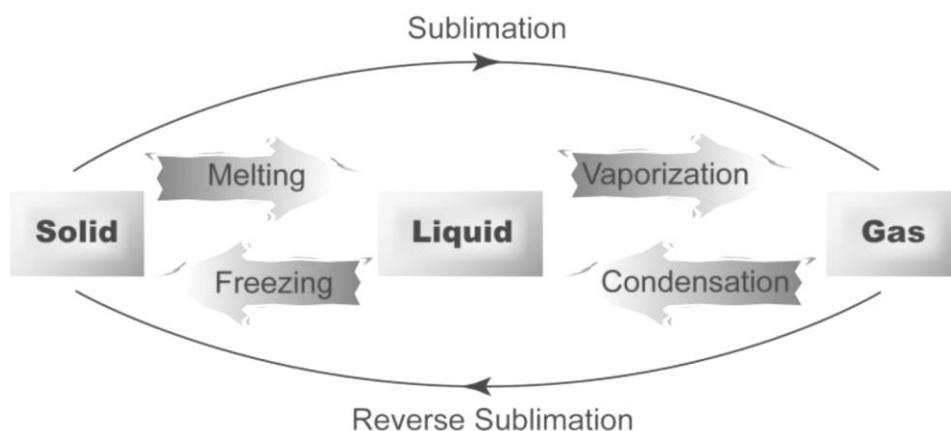 Sublimation
Melting
Vaporization
Solid
Liquid
Gas
Freezing
Condensation
Reverse Sublimation